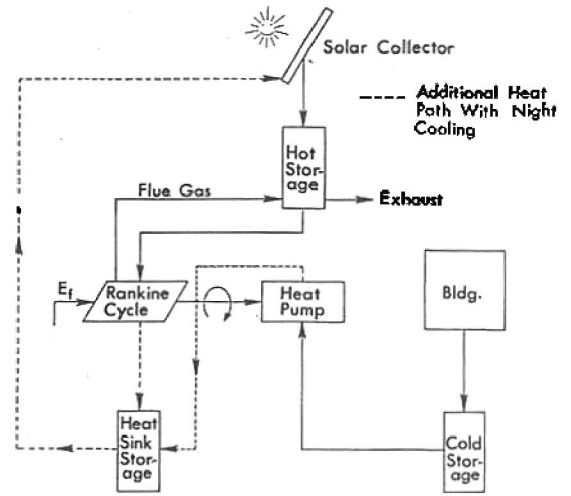 Solar Collector
Additional Heat
Path With Night
Cooling
Hot
Stor-
age
Flue Gas
Exhaust
Ef
Rankine
Cycle
Heat
Pump
Bldg.
Heat
Sink
Stor-
age
Cold
Stor-
age